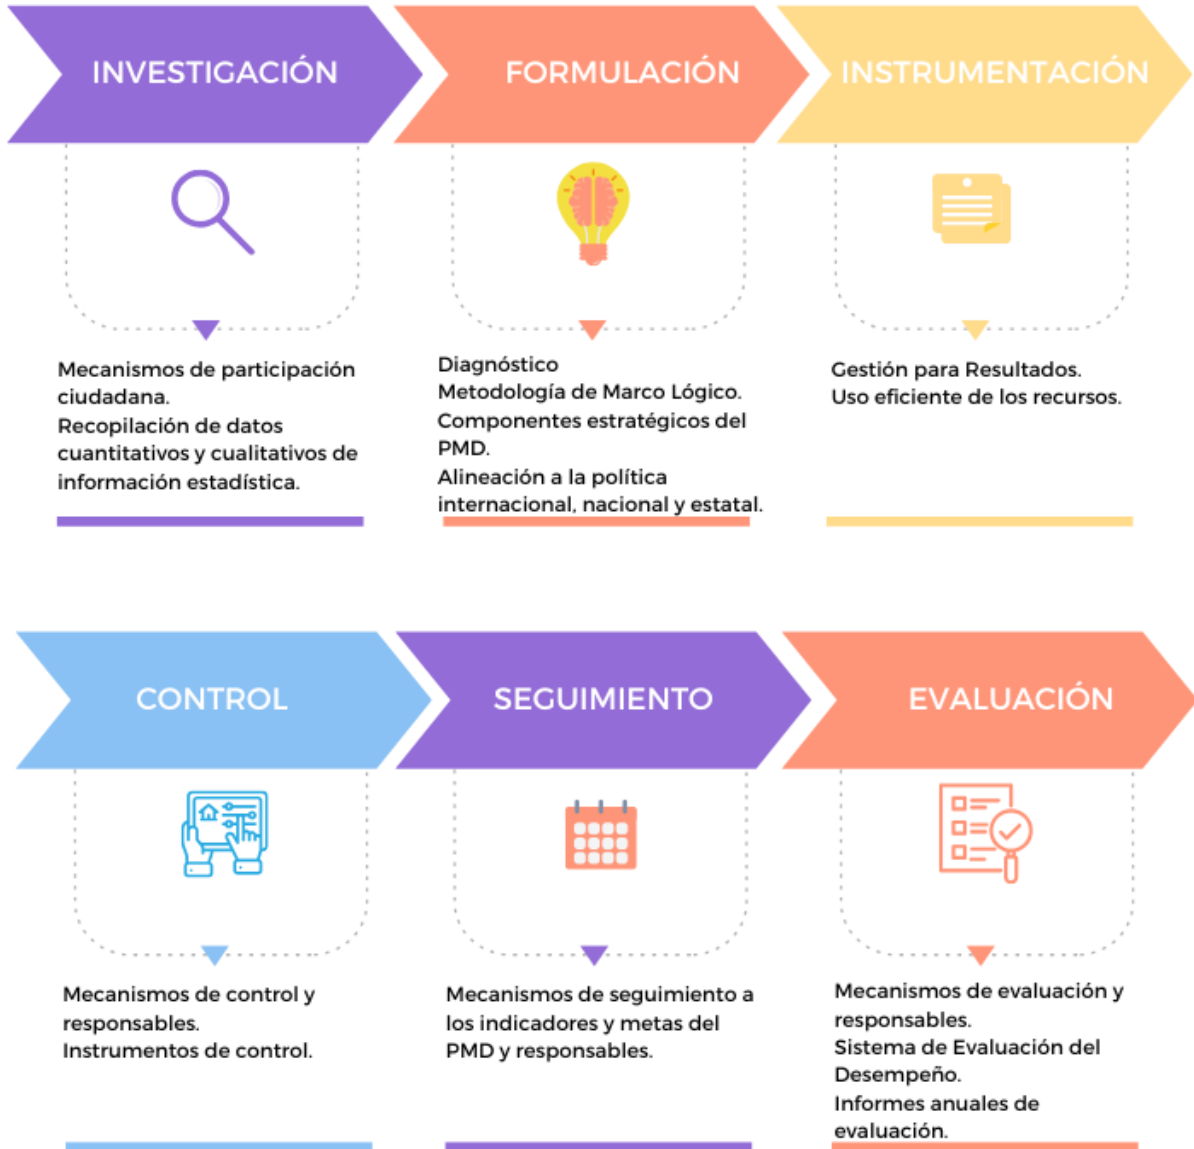 INVESTIGACIÓN
Mecanismos de participación
ciudadana.
Recopilación de datos
cuantitativos y cualitativos de
información estadística.
FORMULACIÓN
Diagnóstico
Metodología de Marco Lógico.
Componentes estratégicos del
PMD.
Alineación a la política
internacional, nacional y estatal.
INSTRUMENTACIÓN
Gestión para Resultados.
Uso eficiente de los recursos.
CONTROL
Mecanismos de control y
responsables.
Instrumentos de control.
SEGUIMIENTO
Mecanismos de seguimiento a
los indicadores y metas del
PMD y responsables.
EVALUACIÓN
Mecanismos de evaluación y
responsables.
Sistema de Evaluación del
Desempeño.
Informes anuales de
evaluación.